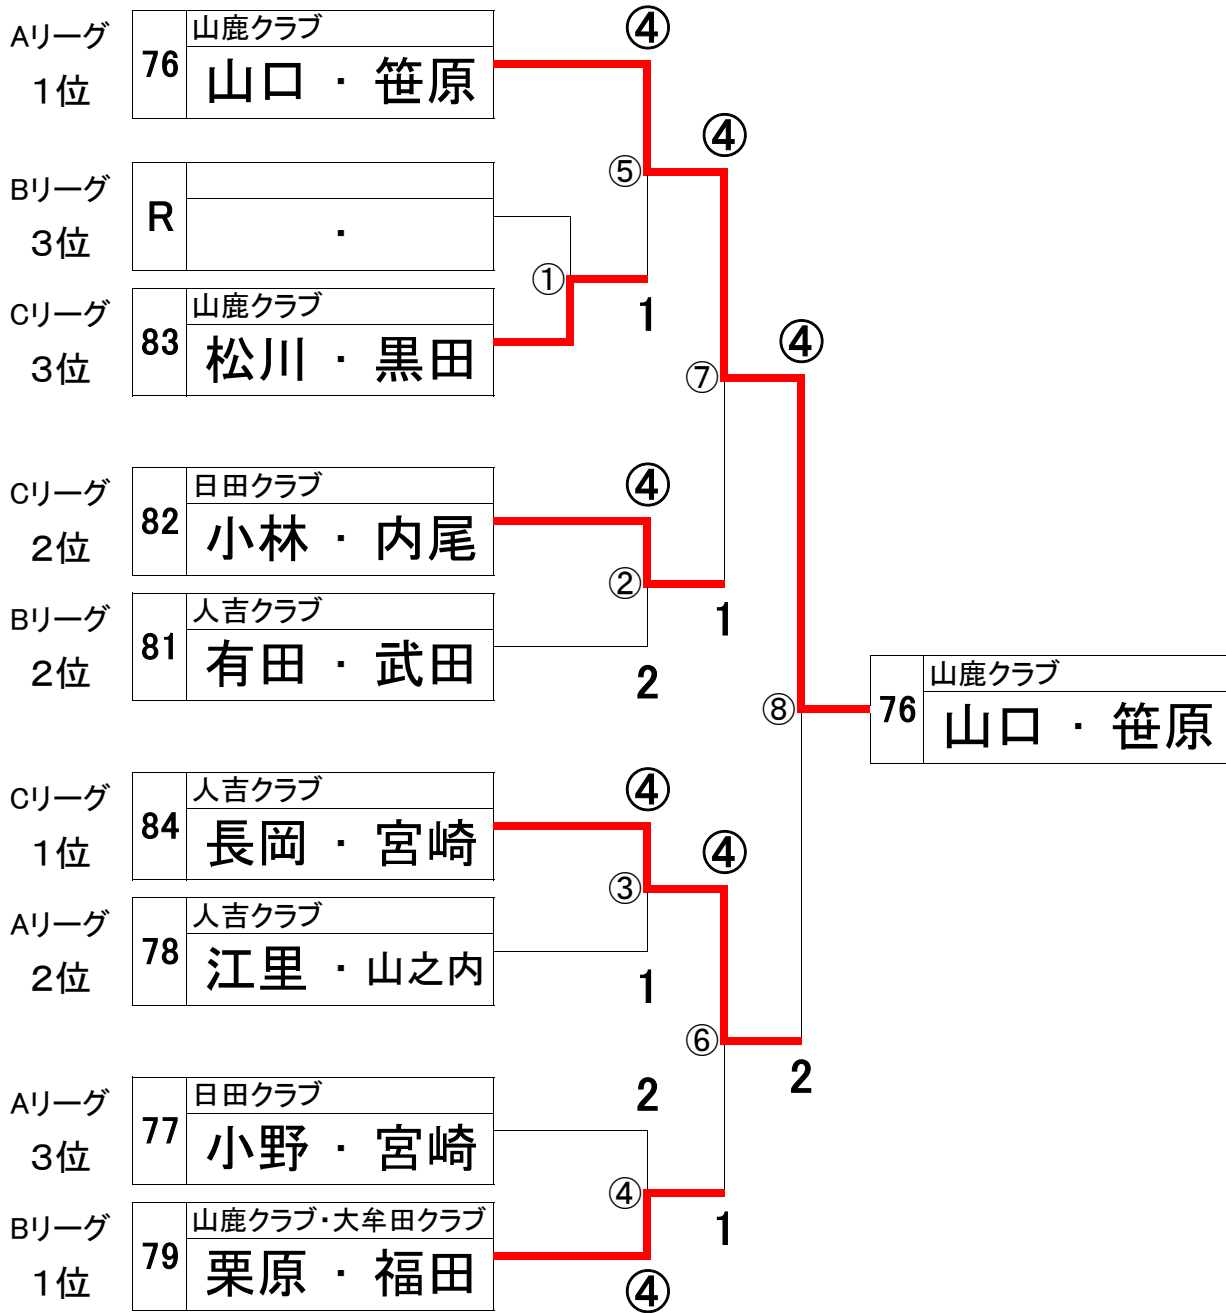 Aリーグ
1位
76
山鹿クラブ
山口 ・ 笹原
④
⑤
④
Bリーグ
3位
R
・
①
1
Cリーグ
3位
83
山鹿クラブ
松川 ・ 黒田
⑦
④
Cリーグ
2位
82
日田クラブ
小林 ・ 内尾
④
②
1
Bリーグ
2位
81
人吉クラブ
有田 ・ 武田
2
⑧
76
山鹿クラブ
山口 ・ 笹原
Cリーグ
1位
84
人吉クラブ
長岡 ・ 宮崎
④
③
④
Aリーグ
2位
78
人吉クラブ
江里 ・ 山之内
1
⑥
2
Aリーグ
3位
77
日田クラブ
小野 ・ 宮崎
2
④
1
Bリーグ
1位
79
山鹿クラブ・大牟田クラブ
栗原 ・ 福田
④